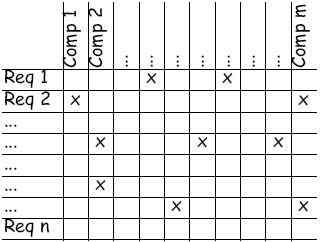 Comp 1 Comp 2 ... ... ... ... ... ... ... Comp m
Req 1 x x
Req 2 x x
...
... x x x
...
... x
... x x
Req n